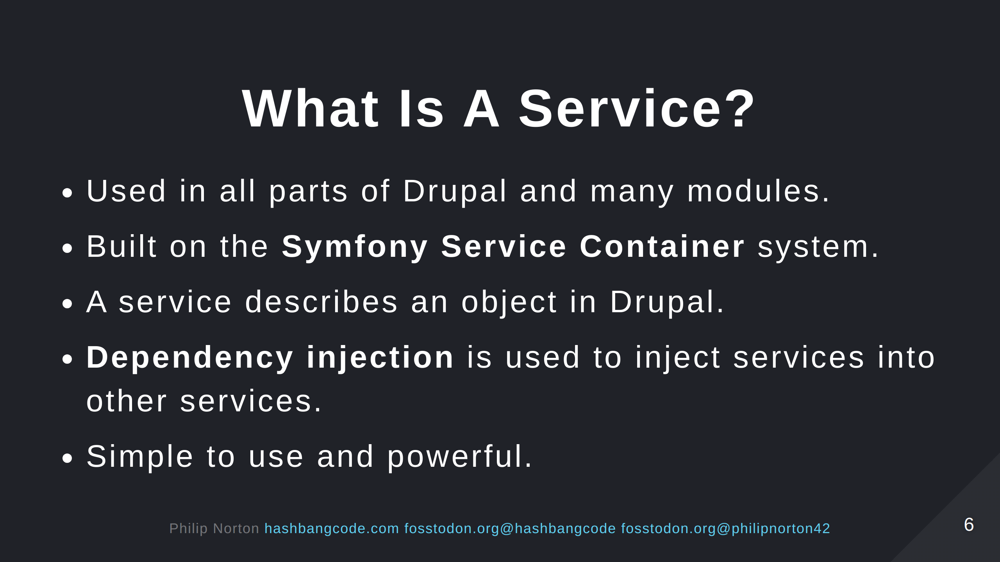 What Is A Service?
• Used in all parts of Drupal and many modules.
• Built on the Symfony Service Container system.
• A service describes an object in Drupal.
• Dependency injection is used to inject services into
other services.
• Simple to use and powerful.
Philip Norton hashbangcode.com fosstodon.org@hashbangcode fosstodon.org@philipnorton42
6